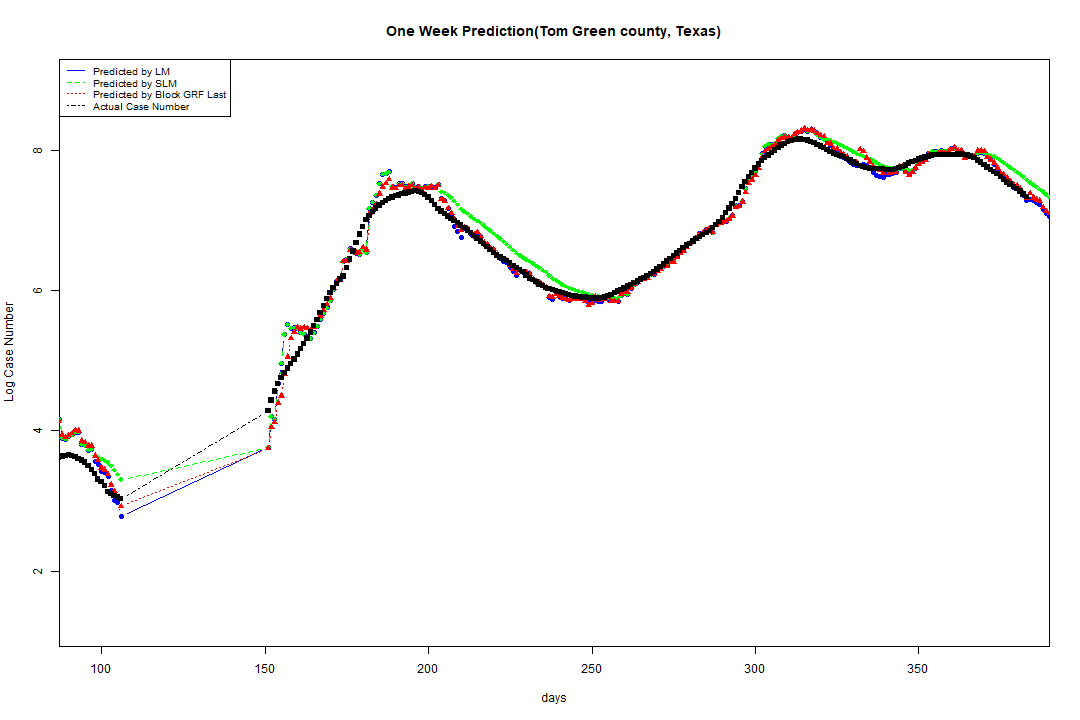 One Week Prediction(Tom Green county, Texas)
Predicted by LM
Predicted by SLM
Predicted by Block GRF Last
Actual Case Number
8
6
4
2
Log Case Number
100 150 200 250 300 350
days